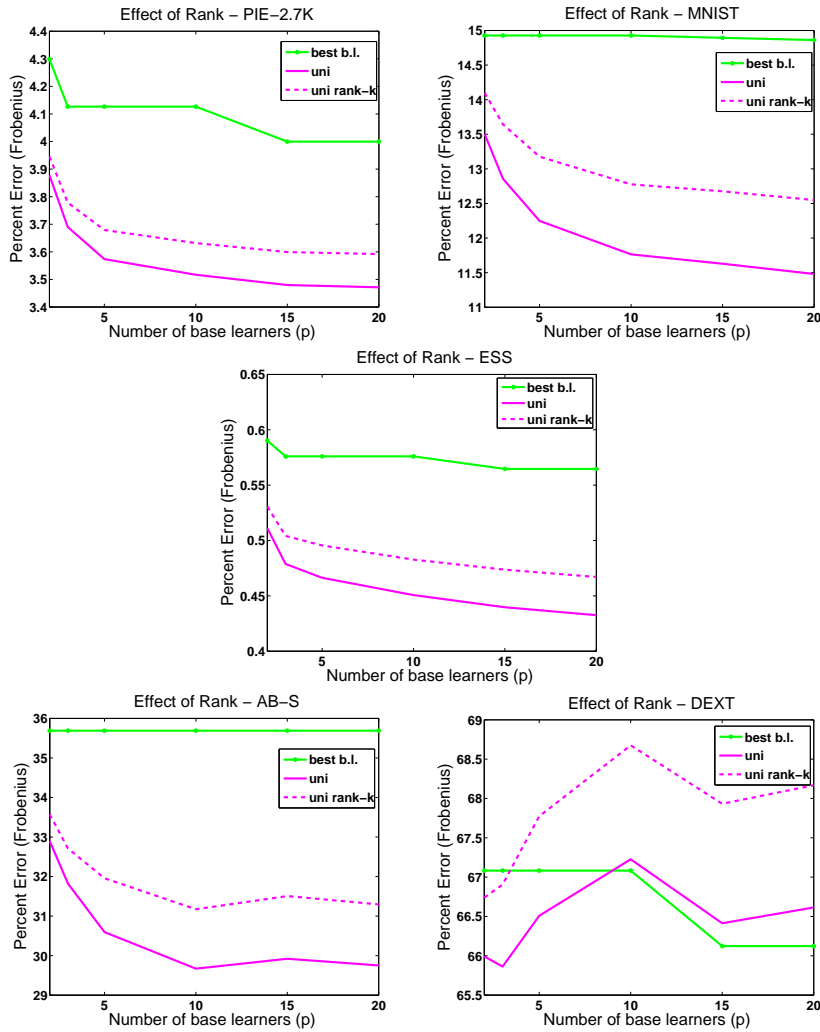 Effect of Rank − PIE−2.7K
4.4
4.3
4.2
4.1
4
3.9
3.8
3.7
3.6
3.5
3.4
5
10
15
20
Percent Error (Frobenius)
Number of base learners (p)
best b.l.
uni
uni rank−k
Effect of Rank − MNIST
15
14.5
14
13.5
13
12.5
12
11.5
11
5
10
15
20
Percent Error (Frobenius)
Number of base learners (p)
best b.l.
uni
uni rank−k
Effect of Rank − ESS
0.65
0.6
0.55
0.5
0.45
0.4
5
10
15
20
Percent Error (Frobenius)
Number of base learners (p)
best b.l.
uni
uni rank−k
Effect of Rank − AB−S
36
35
34
33
32
31
30
29
5
10
15
20
Percent Error (Frobenius)
Number of base learners (p)
best b.l.
uni
uni rank−k
Effect of Rank − DEXT
69
68.5
68
67.5
67
66.5
66
65.5
5
10
15
20
Percent Error (Frobenius)
Number of base learners (p)
best b.l.
uni
uni rank−k